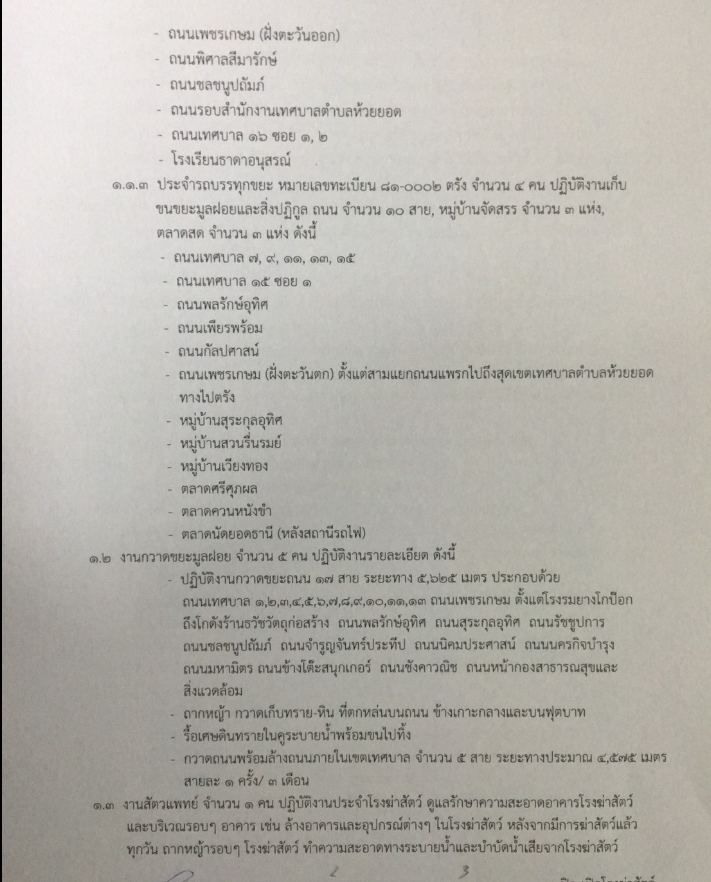 - ถนนเพชรเกษม (ฝั่งตะวันออก)
- ถนนพิศาลสีมารักษ์
- ถนนชลชนูปถัมภ์
- ถนนรอบสำนักงานเทศบาลตำบลห้วยยอด
- ถนนเทศบาล ๑๖ ซอย ๑, ๒
- โรงเรียนธาดาอนุสรณ์
๑.๑.๓ ประจำรถบรรทุกขยะ หมายเลขทะเบียน ๘๑-๐๐๐๒ ตรัง จำนวน ๔ คน ปฏิบัติงานเก็บ
ขนขยะมูลฝอยและสิ่งปฏิกูล ถนน จำนวน ๑๐ สาย, หมู่บ้านจัดสรร จำนวน ๓ แห่ง,
ตลาดสด จำนวน ๓ แห่ง ดังนี้
- ถนนเทศบาล ๗, ๙, ๑๑, ๑๓, ๑๕
- ถนนเทศบาล ๑๕ ซอย ๑
- ถนนพลรักษ์อุทิศ
- ถนนเพียรพร้อม
- ถนนกัลปศาสน์
- ถนนเพชรเกษม (ฝั่งตะวันตก) ตั้งแต่สามแยกถนนแพรกไปถึงสุดเขตเทศบาลตำบลห้วยยอด
ทางไปตรัง
- หมู่บ้านสุระกุลอุทิศ
- หมู่บ้านสวนรื่นรมย์
- หมู่บ้านเวียงทอง
- ตลาดศรีศุภผล
- ตลาดควนหนังขำ
- ตลาดนัดยอดธานี (หลังสถานีรถไฟ)
๑.๒ งานกวาดขยะมูลฝอย จำนวน ๕ คน ปฏิบัติงานรายละเอียด ดังนี้
- ปฏิบัติงานกวาดขยะถนน ๑๗ สาย ระยะทาง ๕,๖๒๕ เมตร ประกอบด้วย
ถนนเทศบาล ๑,๒,๓,๔,๕,๖,๗,๘,๙,๑๐,๑๑,๑๓ ถนนเพชรเกษม ตั้งแต่โรงรมยางโกป๊อก
ถึงโกดังร้านธวัชวัดถุก่อสร้าง ถนนพลรักษ์อุทิศ ถนนสุระกุลอุทิศ ถนนรัชชูปการ
ถนนชลชนูปถัมภ์ ถนนจำรูญจันทร์ประทีป ถนนนิคมประศาสน์ ถนนนครกิจบำรุง
ถนนมหามิตร ถนนข้างโต๊ะสนุกเกอร์ ถนนชังคาวณิช ถนนหน้ากองสาธารณสุขและ
สิ่งแวดล้อม
- ถากหญ้า กวาดเก็บทราย-หิน ที่ตกหล่นบนถนน ข้างเกาะกลางและบนฟุตบาท
- รื้อเศษดินทรายในคูระบายน้ำพร้อมขนไปทิ้ง
- กวาดถนนพร้อมล้างถนนภายในเขตเทศบาล จำนวน ๕ สาย ระยะทางประมาณ ๔,๕๗๕ เมตร
สายละ ๑ ครั้ง/ ๓ เดือน
๑.๓ งานสัตวแพทย์ จำนวน ๑ คน ปฏิบัติงานประจำโรงฆ่าสัตว์ ดูแลรักษาความสะอาดอาคารโรงฆ่าสัตว์
และบริเวณรอบๆ อาคาร เช่น ล้างอาคารและอุปกรณ์ต่างๆ ในโรงฆ่าสัตว์ หลังจากมีการฆ่าสัตว์แล้ว
ทุกวัน ถากหญ้ารอบๆ โรงฆ่าสัตว์ ทำความสะอาดทางระบายน้ำและบำบัดน้ำเสียจากโรงฆ่าสัตว์